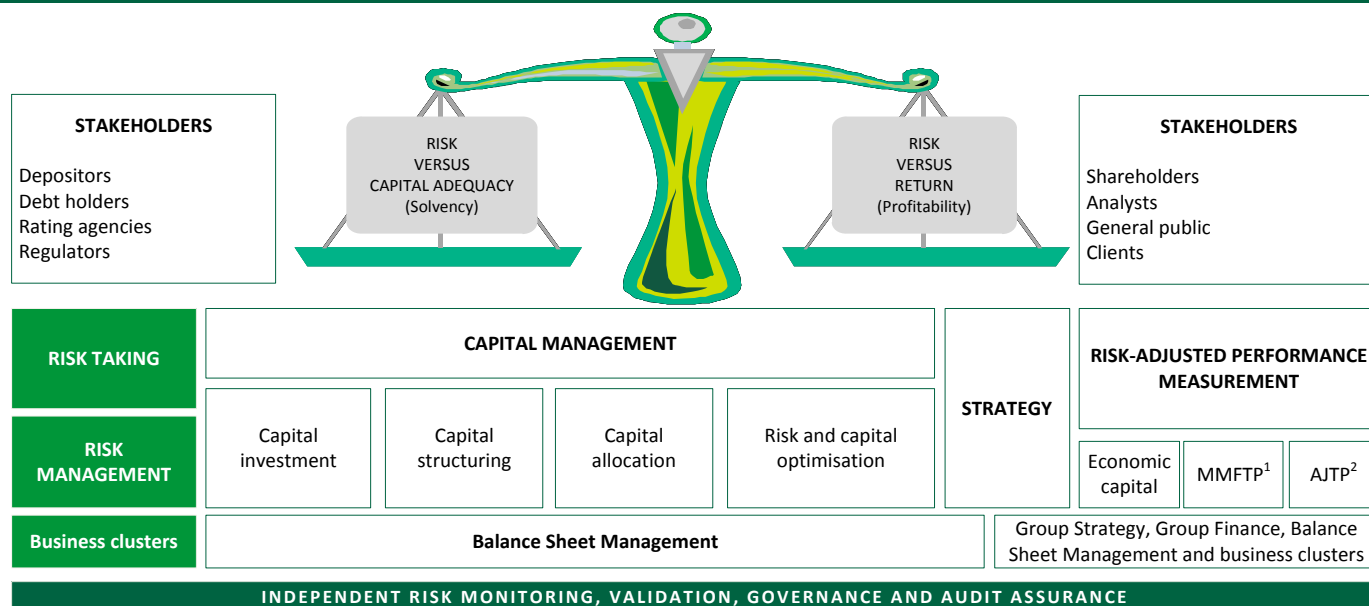 STAKEHOLDERS
Depositors
Debt holders
Rating agencies
Regulators
RISK
VERSUS
CAPITAL ADEQUACY
(Solvency)
RISK
VERSUS
RETURN
(Profitability)
STAKEHOLDERS
Shareholders
Analysts
General public
Clients
RISK TAKING
CAPITAL MANAGEMENT
STRATEGY
RISK-ADJUSTED PERFORMANCE
MEASUREMENT
RISK
MANAGEMENT
Capital
investment
Capital
structuring
Capital
allocation
Risk and capital
optimisation
Economic
capital
MMFTP¹
AJTP²
Business clusters
Balance Sheet Management
Group Strategy, Group Finance, Balance
Sheet Management and business clusters
INDEPENDENT RISK MONITORING, VALIDATION, GOVERNANCE AND AUDIT ASSURANCE